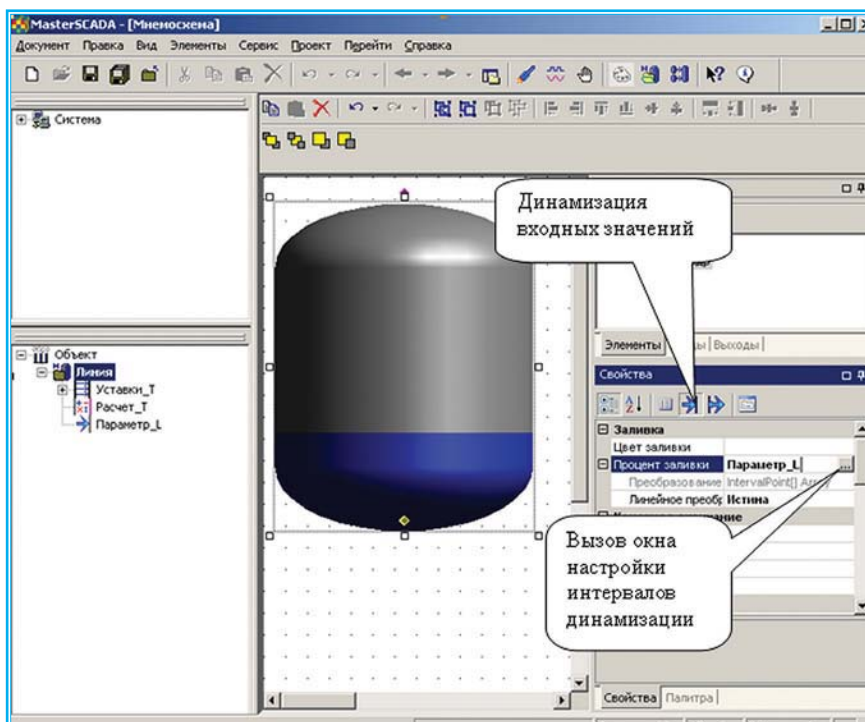 MasterSCADA - [Мнемосхема]
Документ Правка Вид Элементы Сервис Проект Перейти Справка
Система
Объект
Линия
Уставки_Т
Расчет_Т
Параметр_L
Динамизация
входных значений
Элементы
Выходы
Свойства
Заливка
Цвет заливки
Процент заливки Параметр_L ...
Преобразование IntervalPoint[] Array
Линейное преобр Истина
Вызов окна
настройки
интервалов
динамизации
Свойства Палитра